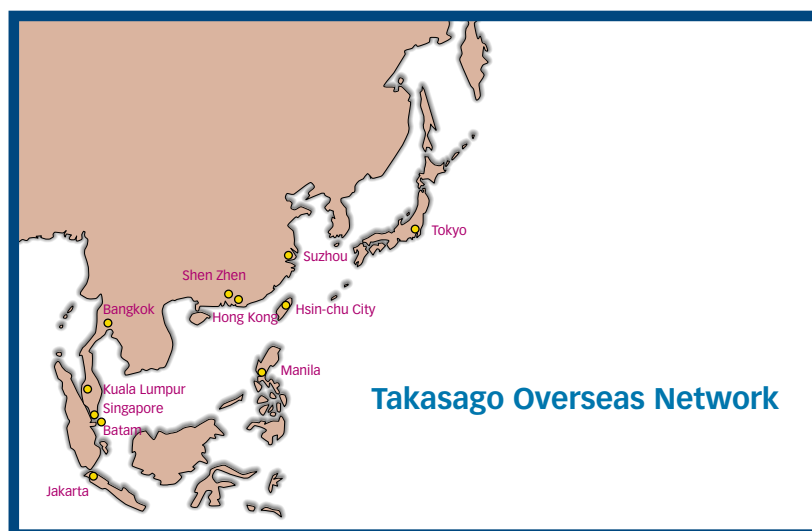 Tokyo
Suzhou
Shen Zhen
Hong Kong
Hsin-chu City
Bangkok
Manila
Kuala Lumpur
Singapore
Batam
Jakarta
Takasago Overseas Network